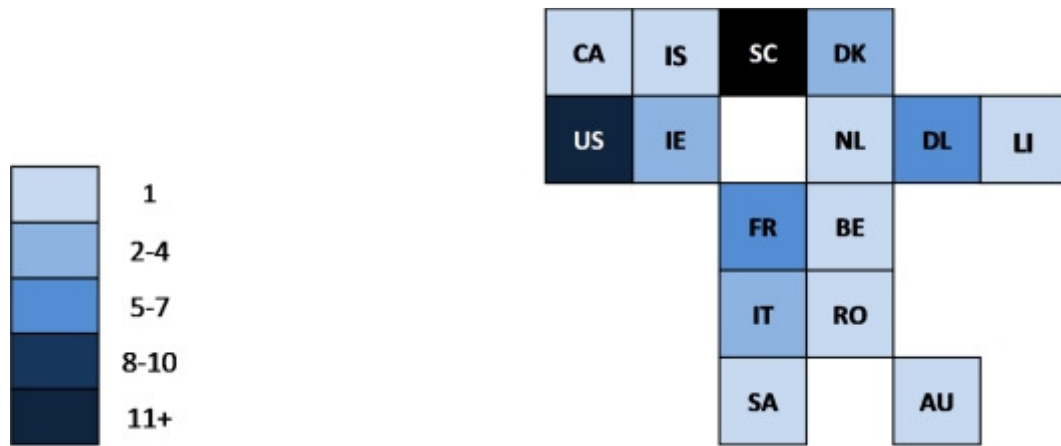 CA IS SC DK
US IE NL DL LI
1
2-4
FR BE
5-7
IT RO
8-10
SA AU
11+